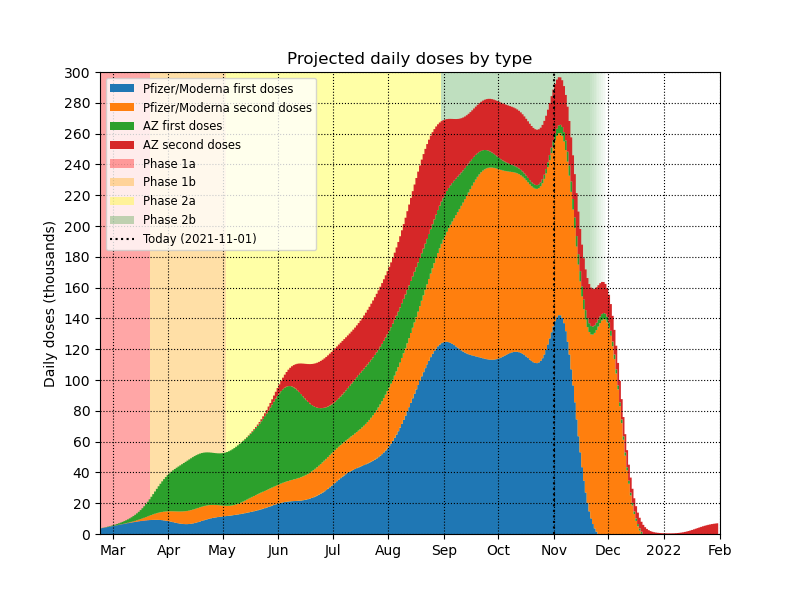 Projected daily doses by type
Daily doses (thousands)
300
280
260
240
220
200
180
160
140
120
100
80
60
40
20
0
Pfizer/Moderna first doses
Pfizer/Moderna second doses
AZ first doses
AZ second doses
Phase 1a
Phase 1b
Phase 2a
Phase 2b
Today (2021-11-01)
Mar Apr May Jun Jul Aug Sep Oct Nov Dec 2022 Feb